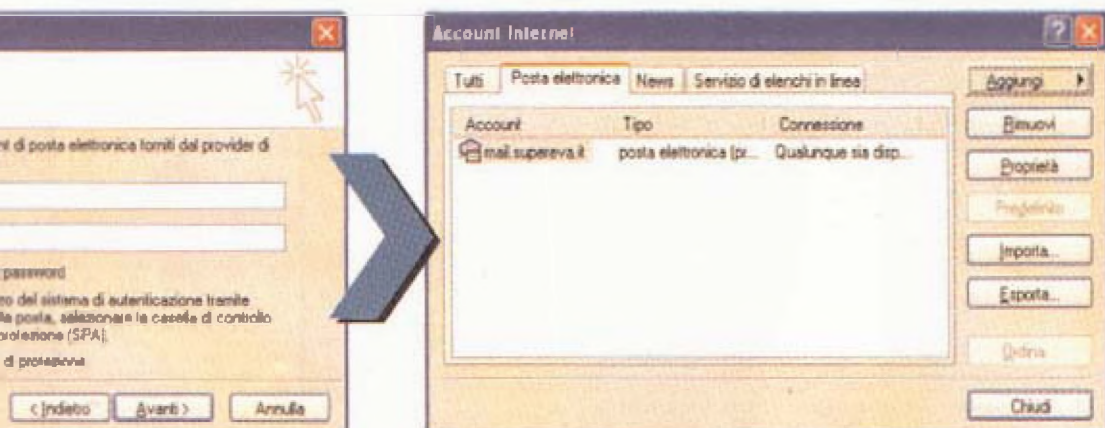 nt di posta elettronica forniti dal provider di
password
zo del sistema di autenticazione tramite
lla posta, selezionare la casella di controllo
protezione (SPA).
di protezione
< Indietro
Avanti >
Annulla
Account Internet
Tutti Posta elettronica News Servizio di elenchi in linea
Account Tipo Connessione
mail.supereva.it posta elettronica (pr... Qualunque sia disp...
Aggiungi
Rimuovi
Proprietà
Predefinito
Importa...
Esporta...
Ordina
Chiudi